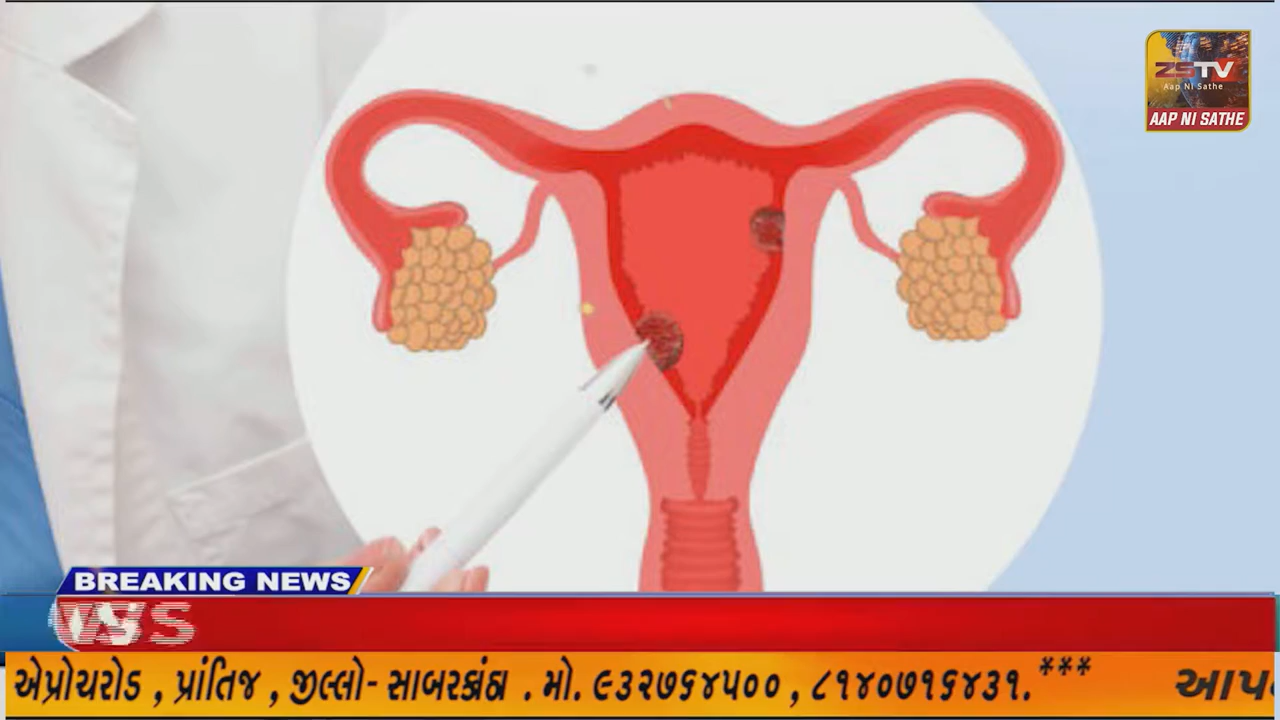 ZSTV
Aap Ni Sathe
AAP NI SATHE
BREAKING NEWS
એપ્રોચરોડ , પ્રાંતિજ , જીલ્લો- સાબરકાંઠા . મો. ૯૩૨૭૬૪૫૦૦ , ૮૧૪૦૭૧૬૪૩૧.***